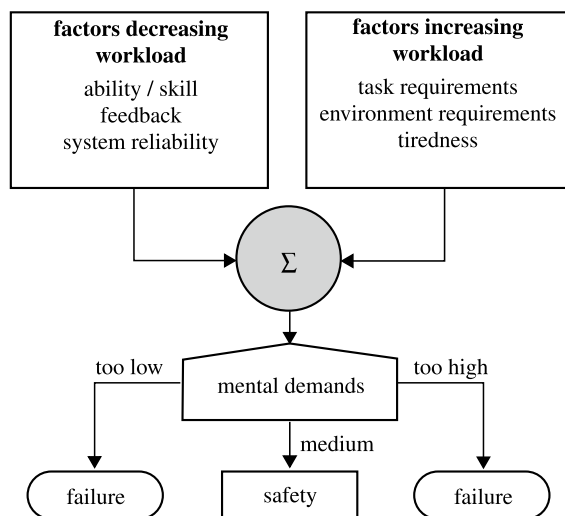 factors decreasing
workload
ability / skill
feedback
system reliability
factors increasing
workload
task requirements
environment requirements
tiredness
Σ
too low
mental demands
too high
medium
failure
safety
failure